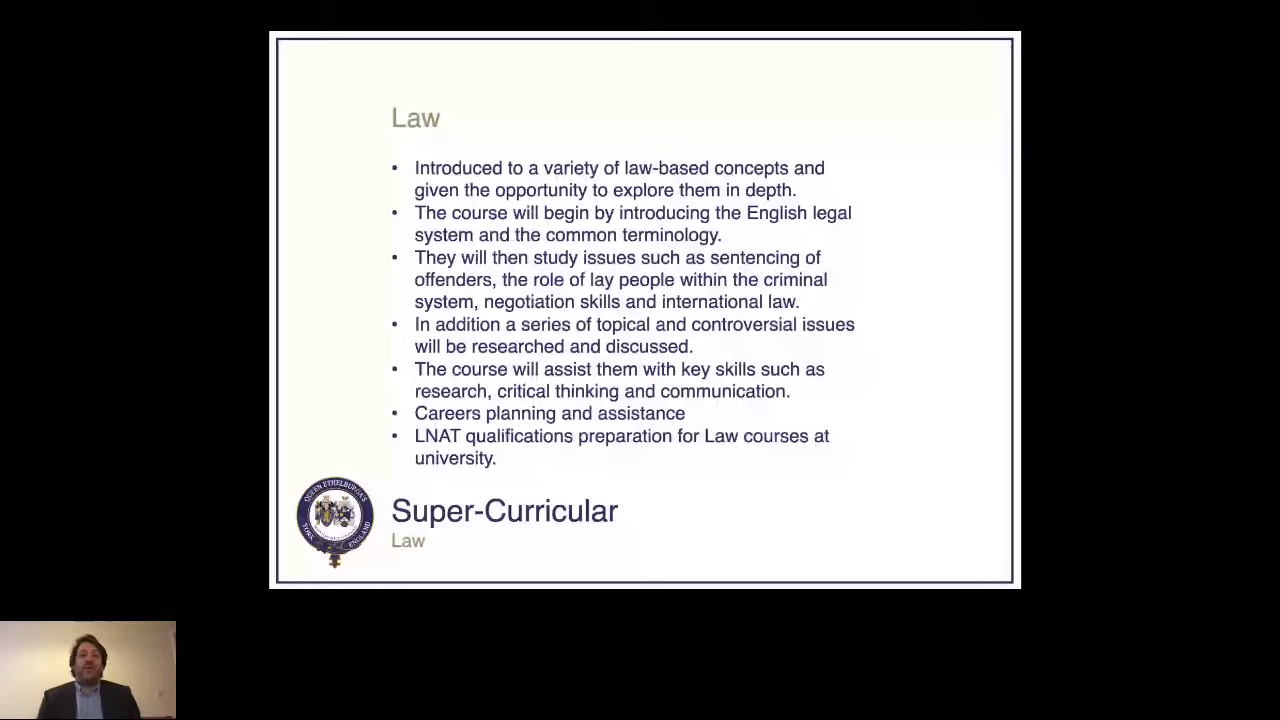 Law
• Introduced to a variety of law-based concepts and
given the opportunity to explore them in depth.
• The course will begin by introducing the English legal
system and the common terminology.
• They will then study issues such as sentencing of
offenders, the role of lay people within the criminal
system, negotiation skills and international law.
• In addition a series of topical and controversial issues
will be researched and discussed.
• The course will assist them with key skills such as
research, critical thinking and communication.
• Careers planning and assistance
• LNAT qualifications preparation for Law courses at
university.
QUEEN ETHELBURGA'S
YORK ENGLAND
Super-Curricular
Law